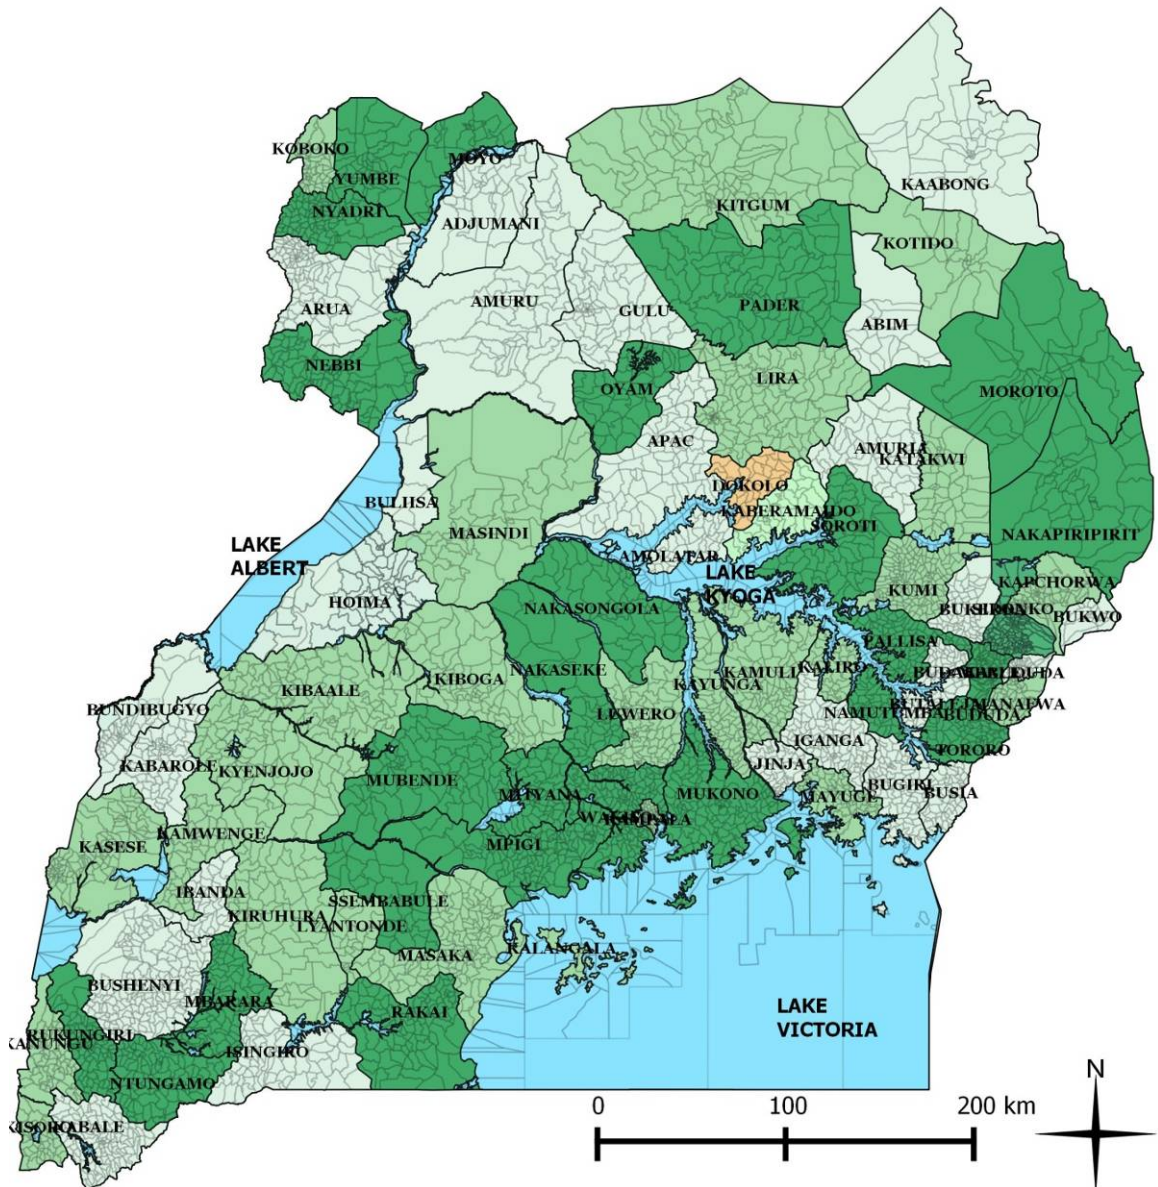 KOBOKO
MOYO
YUMBE
KAABONG
KITGUM
NYADRI
ADJUMANI
KOTIDO
AMURU
PADER
ARUA
GULU
ABIM
NEBBI
LIRA
OYAM
MOROTO
APAC
AMURIA
KATAKWI
DOKOLO
BULIISA
KABERAMAIDO
SOROTI
MASINDI
NAKAPIRIPIRIT
LAKE
ALBERT
AMOLATAR
LAKE
KYOGA
KAPCHORWA
KUMI
HOIMA
NAKASONGOLA
BUKWO
PALLISA
NAKASEKE
KALIRO
KAMULI
KIBOGA
KAYUNGA
KIBAALE
BUNDIBUGYO
LUWERO
NAMUTUMBA
MANAFWA
BUDUDA
IGANGA
TORORO
KABAROLE
KYENJOJO
JINJA
MUBENDE
MUKONO
BUGIRI
BUSIA
MAYUGE
MITYANA
KAMWENGE
KASESE
MPIGI
IBANDA
SSEMBABULE
KIRUHURA
LYANTONDE
KALANGALA
MASAKA
BUSHENYI
MBARARA
RAKAI
LAKE
VICTORIA
RUKUNGIRI
KANUNGU
ISINGIRO
NTUNGAMO
KISORO
KABALE
N
0 100 200 km